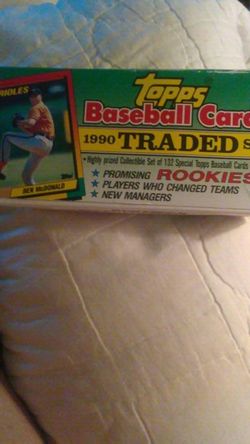 ORIOLES
BEN McDONALD
Topps
Baseball Card
1990 TRADED S
• Highly prized Collectible Set of 132 Special Topps Baseball Cards
★ PROMISING ROOKIES
★ PLAYERS WHO CHANGED TEAMS
★ NEW MANAGERS